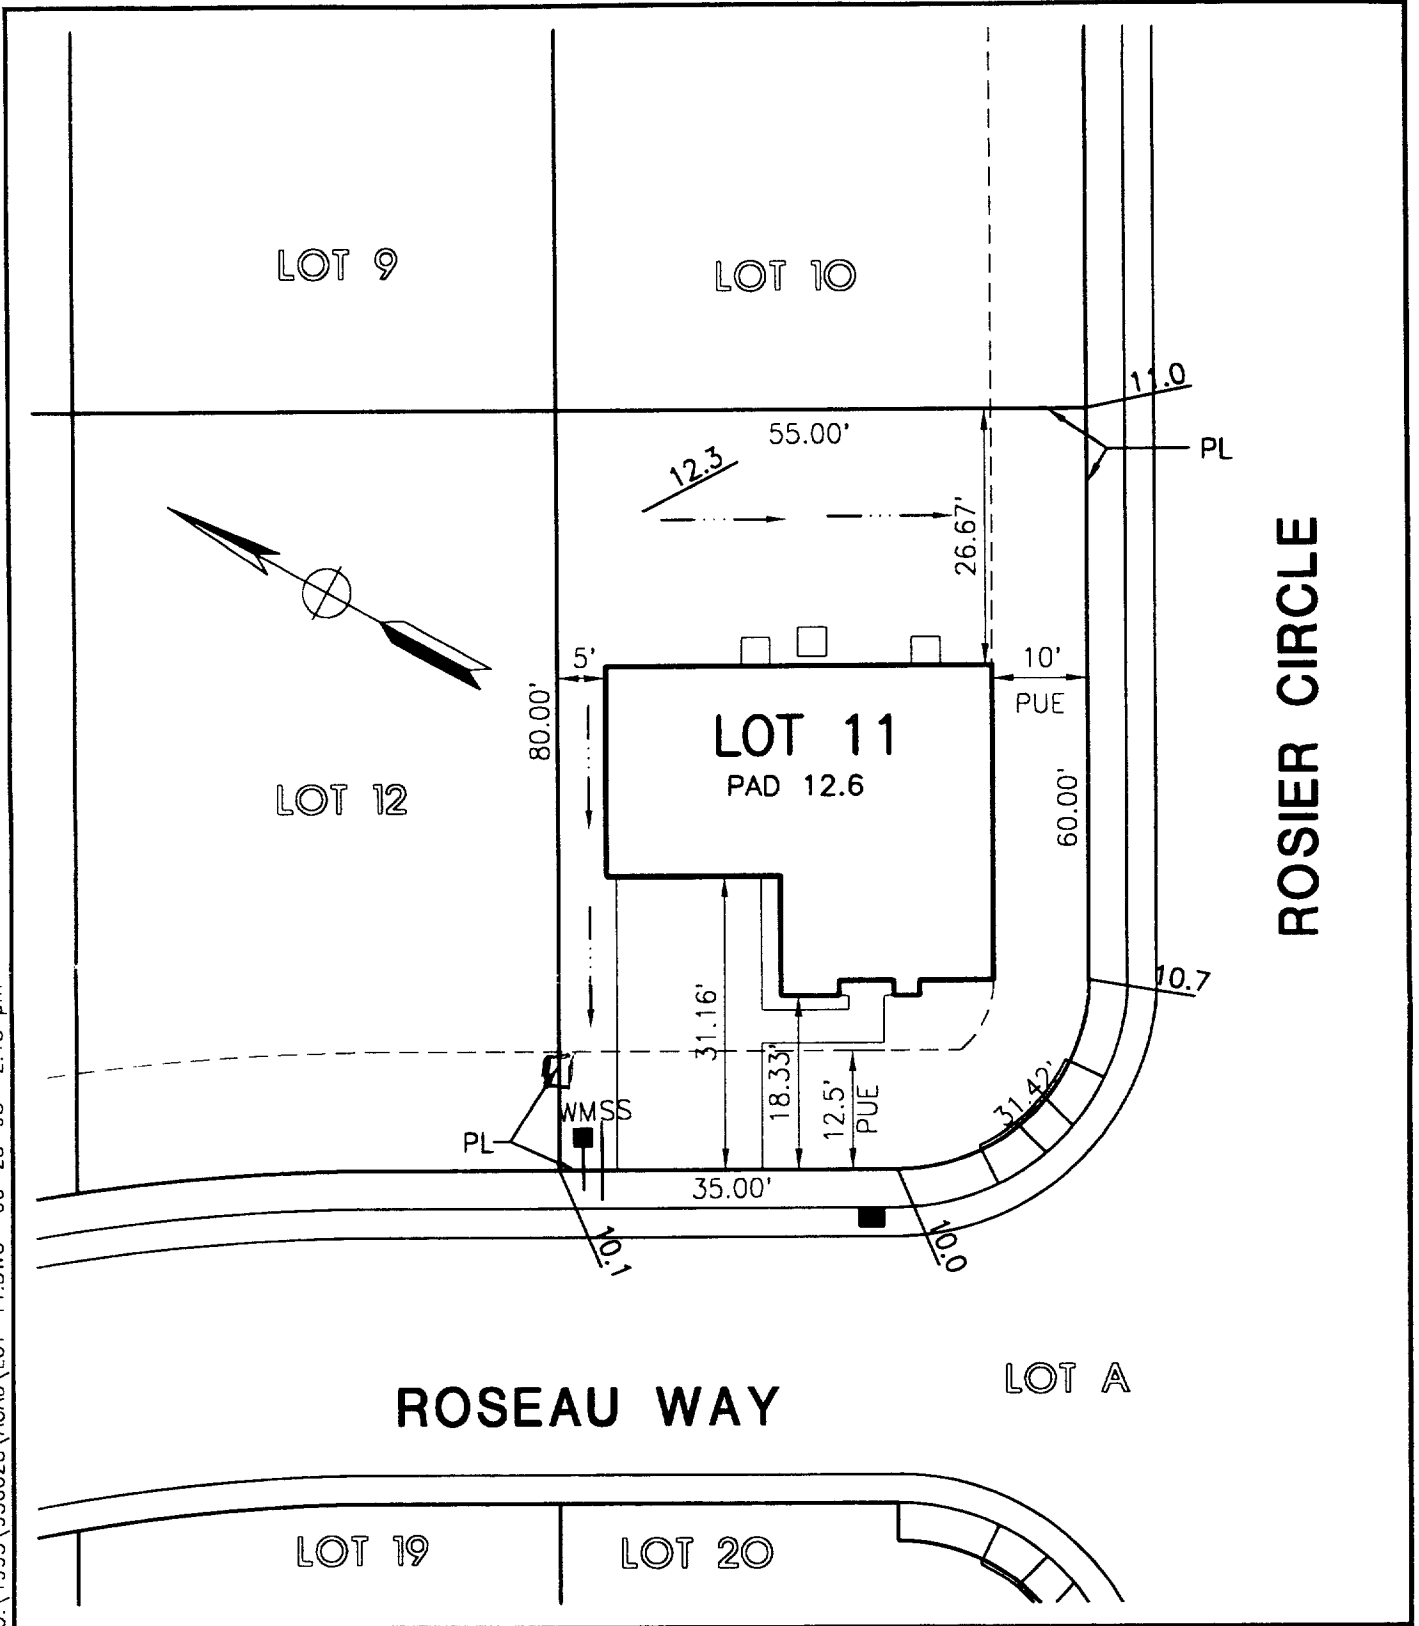 LOT 9
LOT 10
11.0
55.00'
PL
12.3
26.67'
ROSIER CIRCLE
5'
10'
PUE
80.00'
LOT 11
PAD 12.6
LOT 12
60.00'
10.7
31.16'
18.33'
12.5'
PUE
31.42'
WM SS
PL
35.00'
10.1
10.0
ROSEAU WAY
LOT A
LOT 19
LOT 20